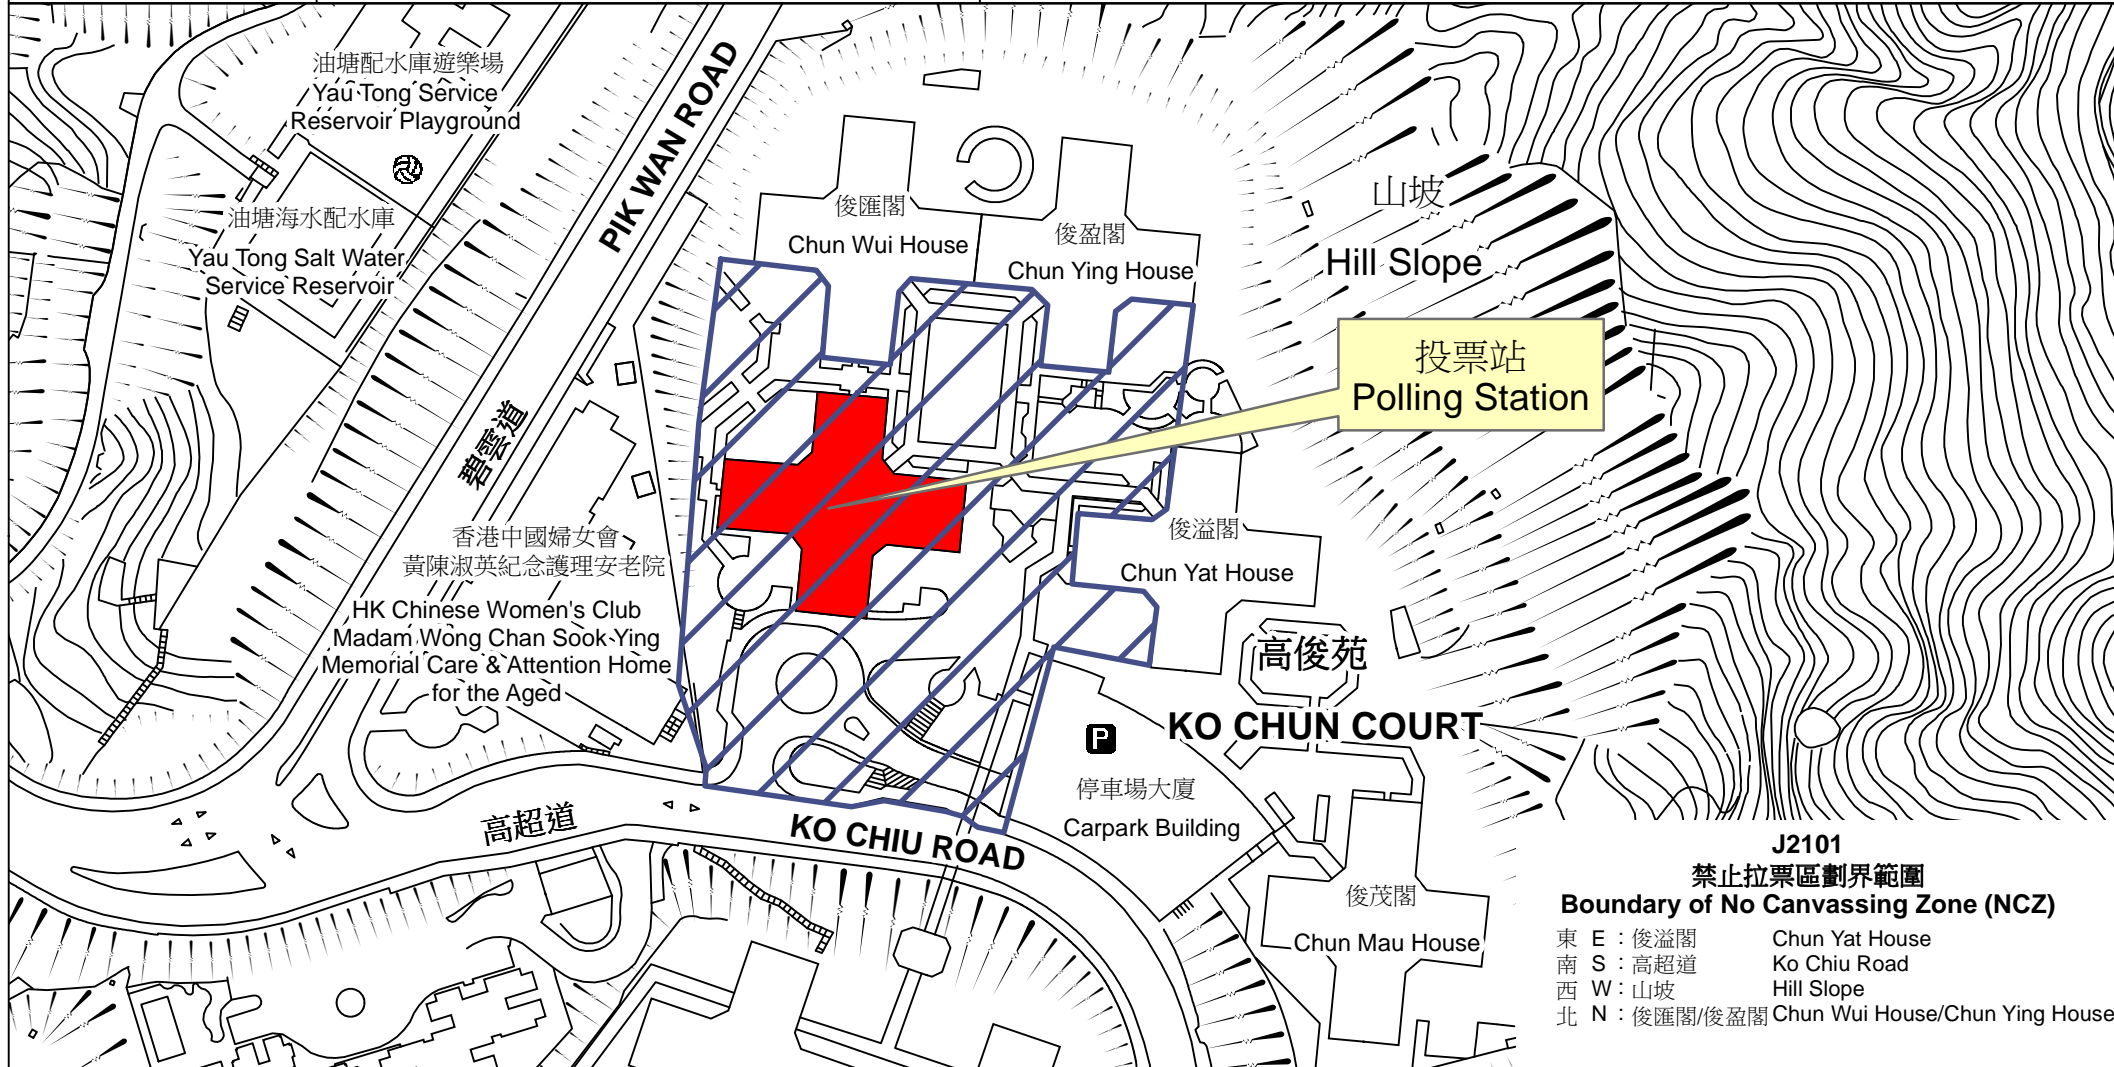 油塘配水庫遊樂場
Yau Tong Service
Reservoir Playground
油塘海水配水庫
Yau Tong Salt Water
Service Reservoir
PIK WAN ROAD
碧雲道
俊匯閣
Chun Wui House
俊盈閣
Chun Ying House
山坡
Hill Slope
投票站
Polling Station
香港中國婦女會
黃陳淑英紀念護理安老院
HK Chinese Women's Club
Madam Wong Chan Sook Ying
Memorial Care & Attention Home
for the Aged
俊溢閣
Chun Yat House
高俊苑
KO CHUN COURT
P
停車場大廈
Carpark Building
高超道
KO CHIU ROAD
俊茂閣
Chun Mau House
J2101
禁止拉票區劃界範圍
Boundary of No Canvassing Zone (NCZ)
東 E : 俊溢閣 Chun Yat House
南 S : 高超道 Ko Chiu Road
西 W : 山坡 Hill Slope
北 N : 俊匯閣/俊盈閣 Chun Wui House/Chun Ying House